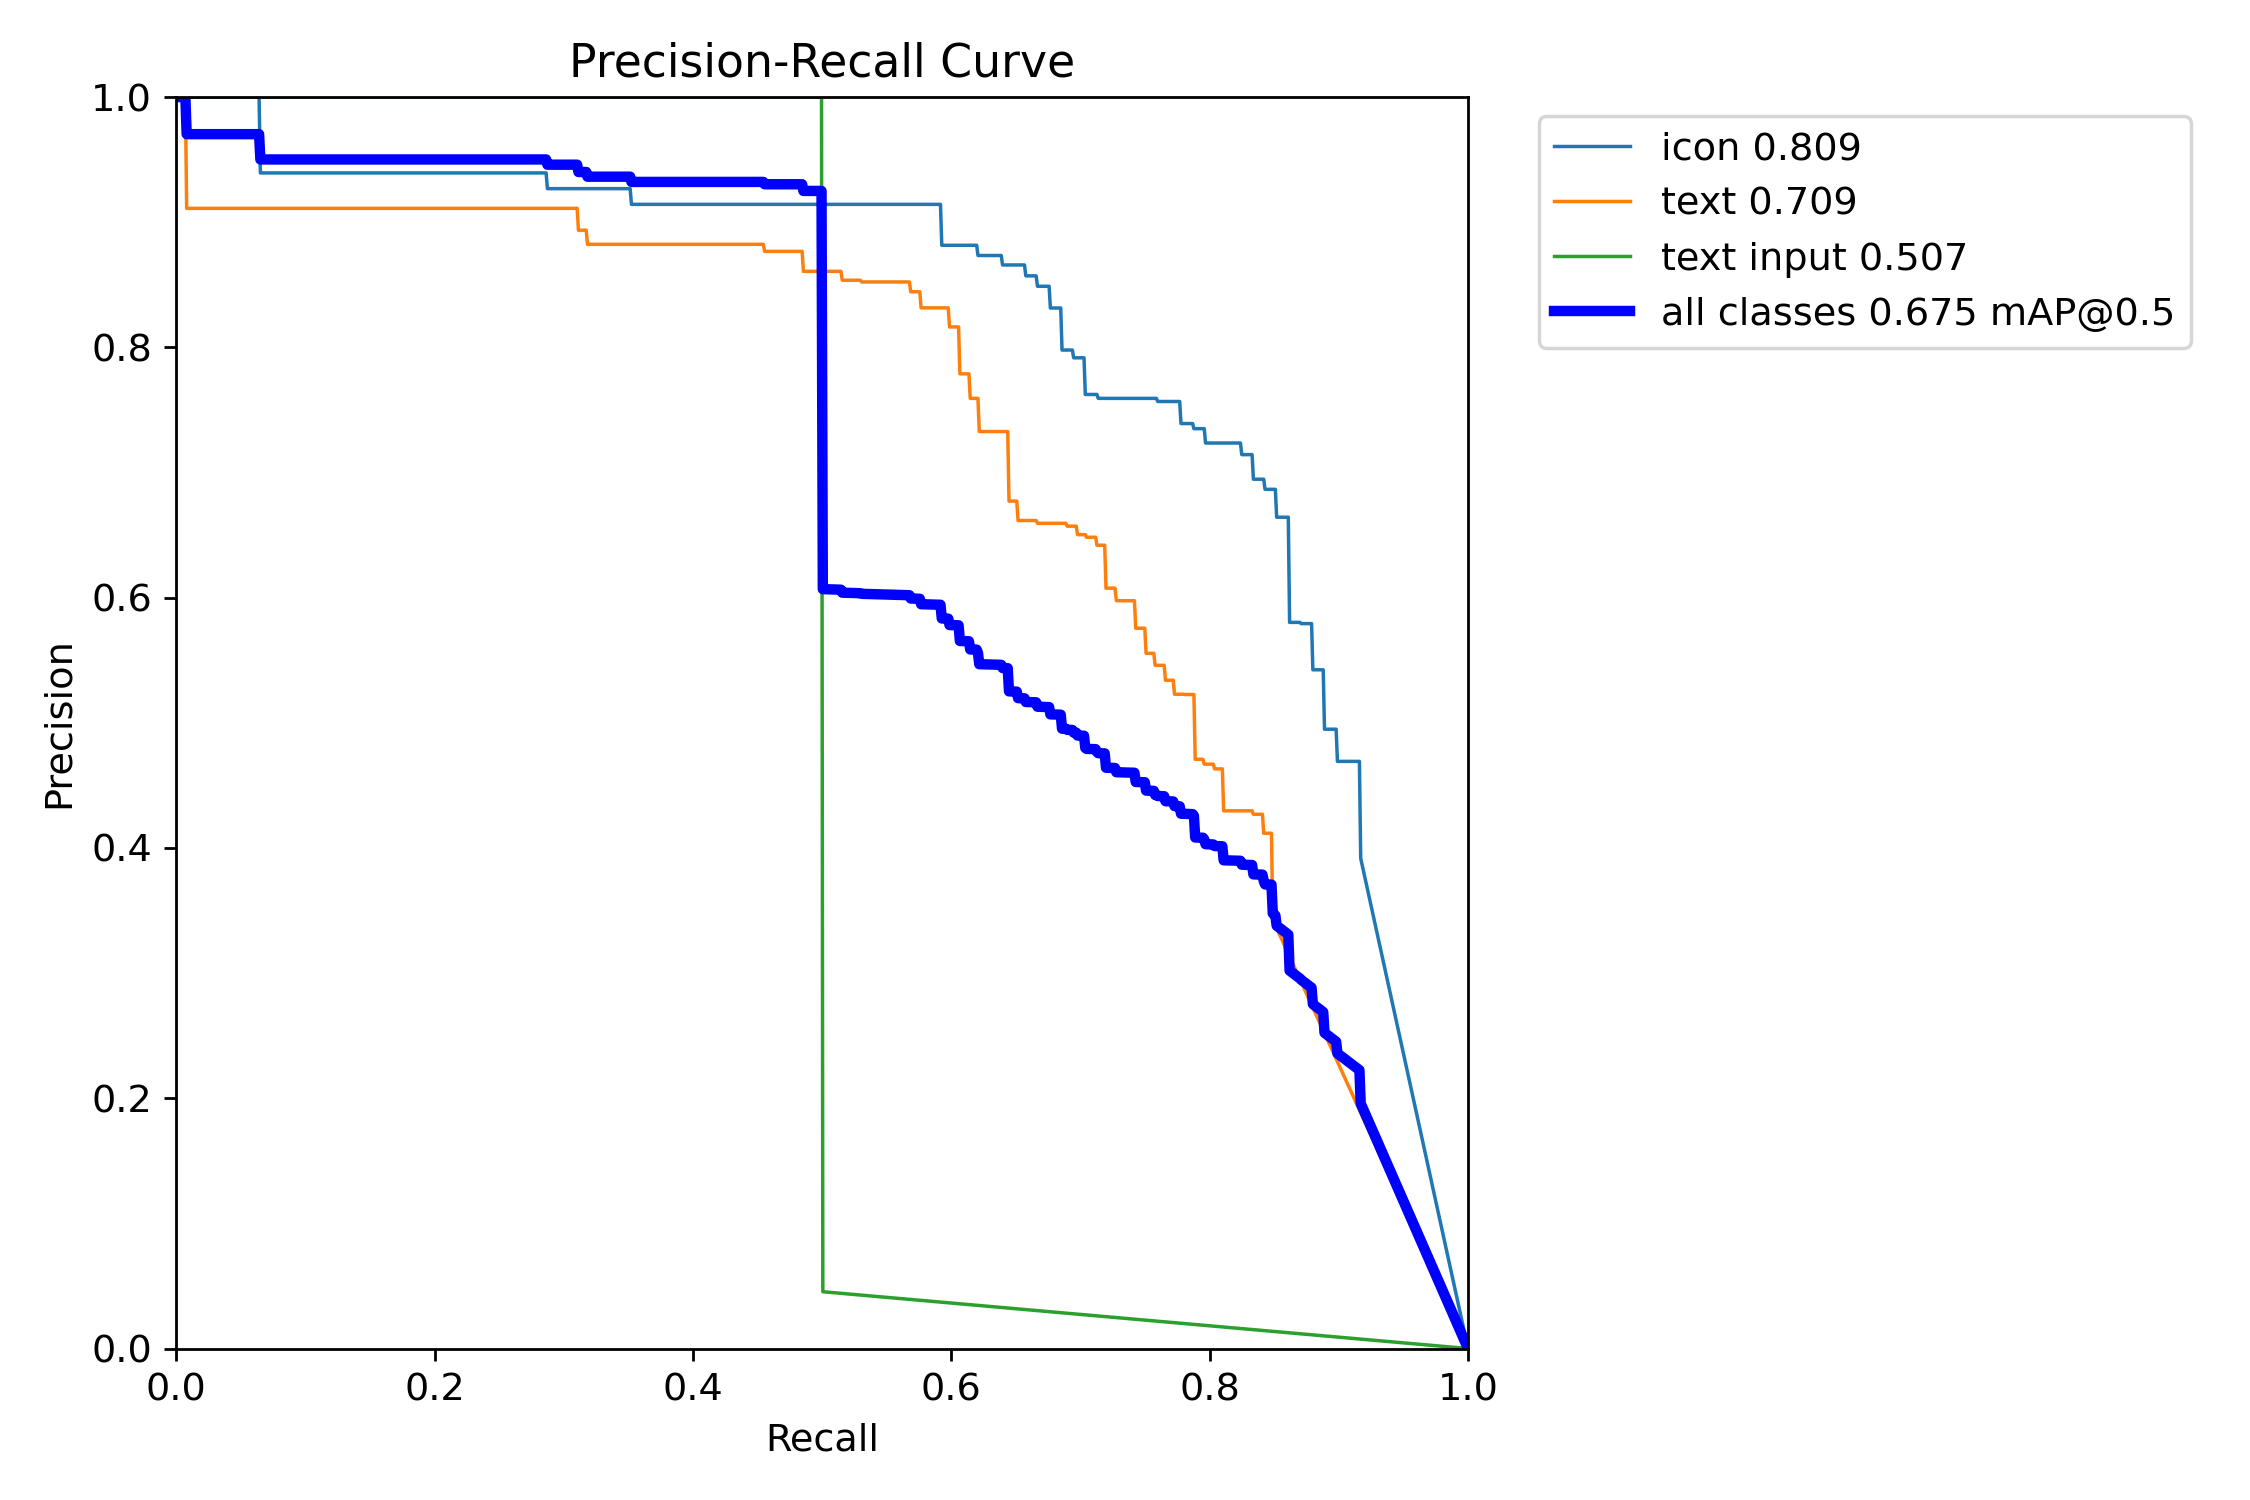 Precision-Recall Curve
1.0
0.8
0.6
0.4
0.2
0.0
Precision
0.0 0.2 0.4 0.6 0.8 1.0
Recall
icon 0.809
text 0.709
text input 0.507
all classes 0.675 mAP@0.5